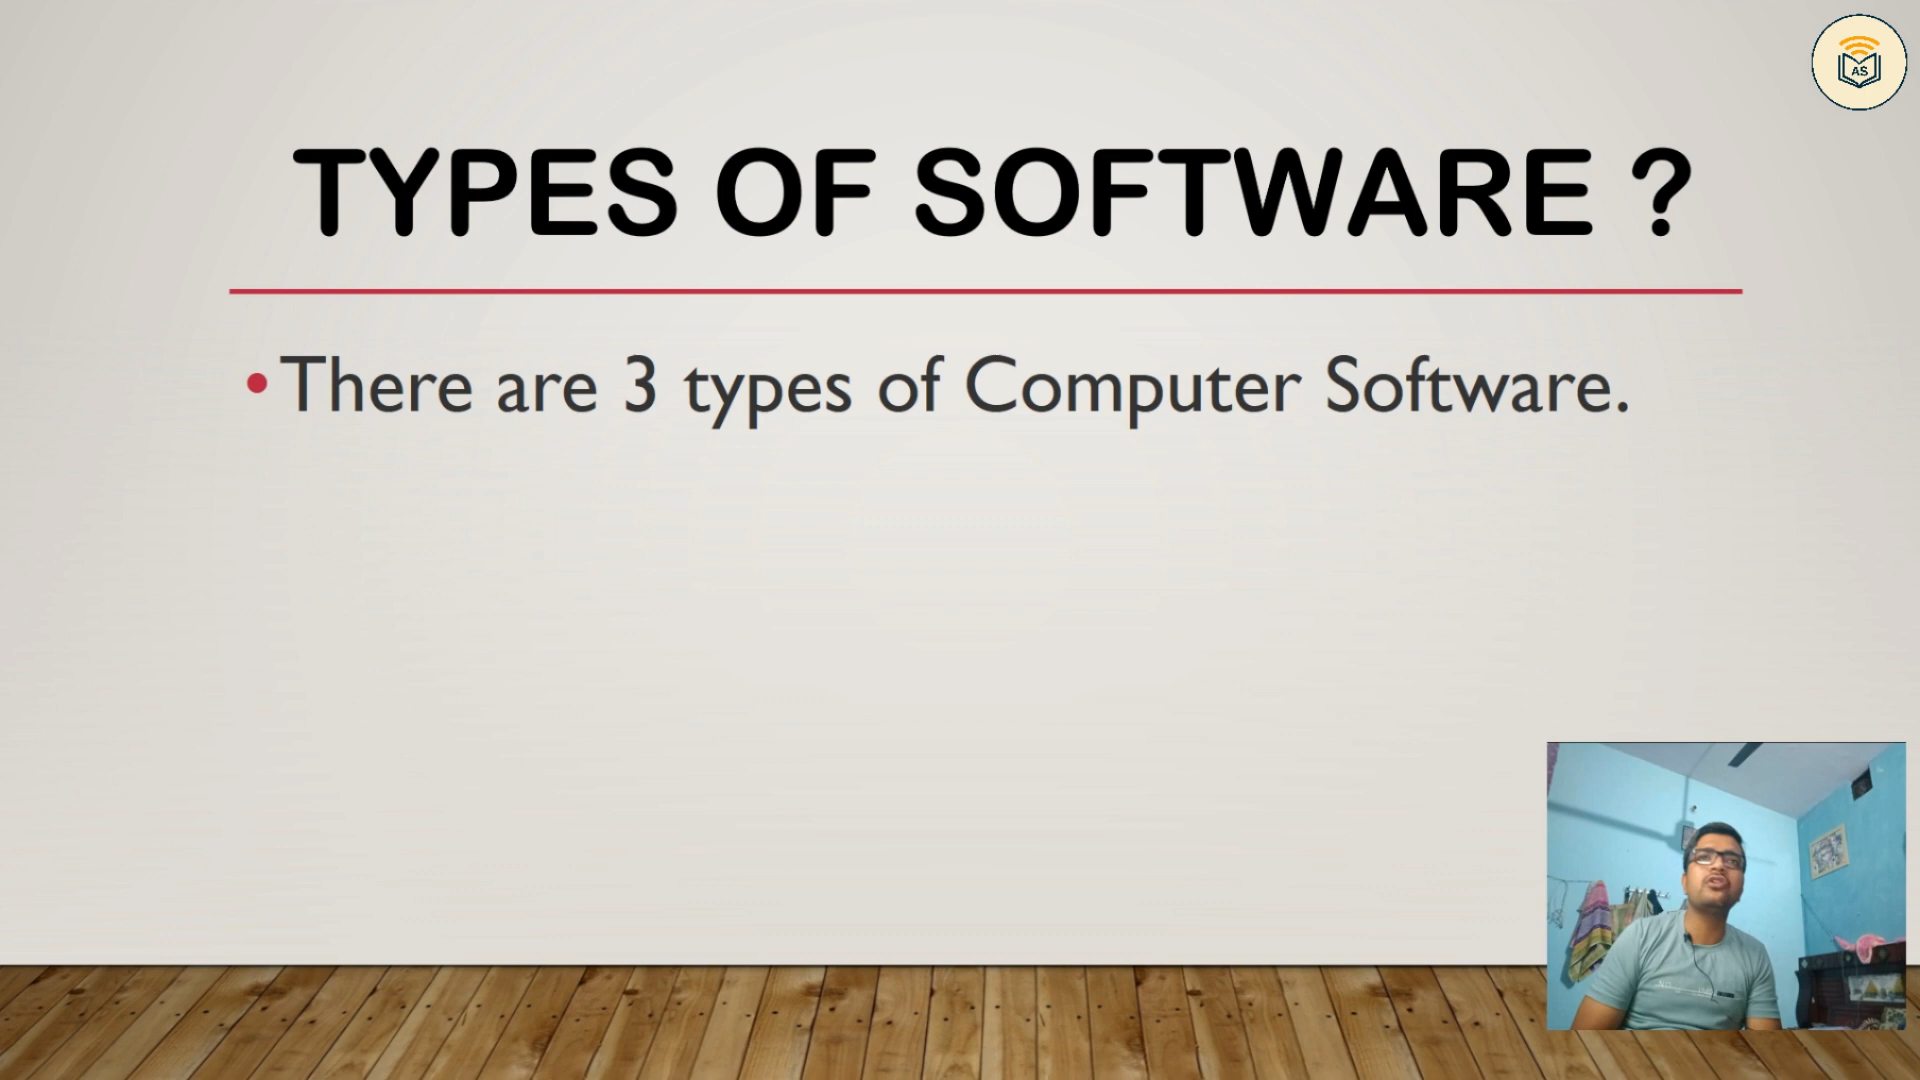 AS
TYPES OF SOFTWARE ?
• There are 3 types of Computer Software.